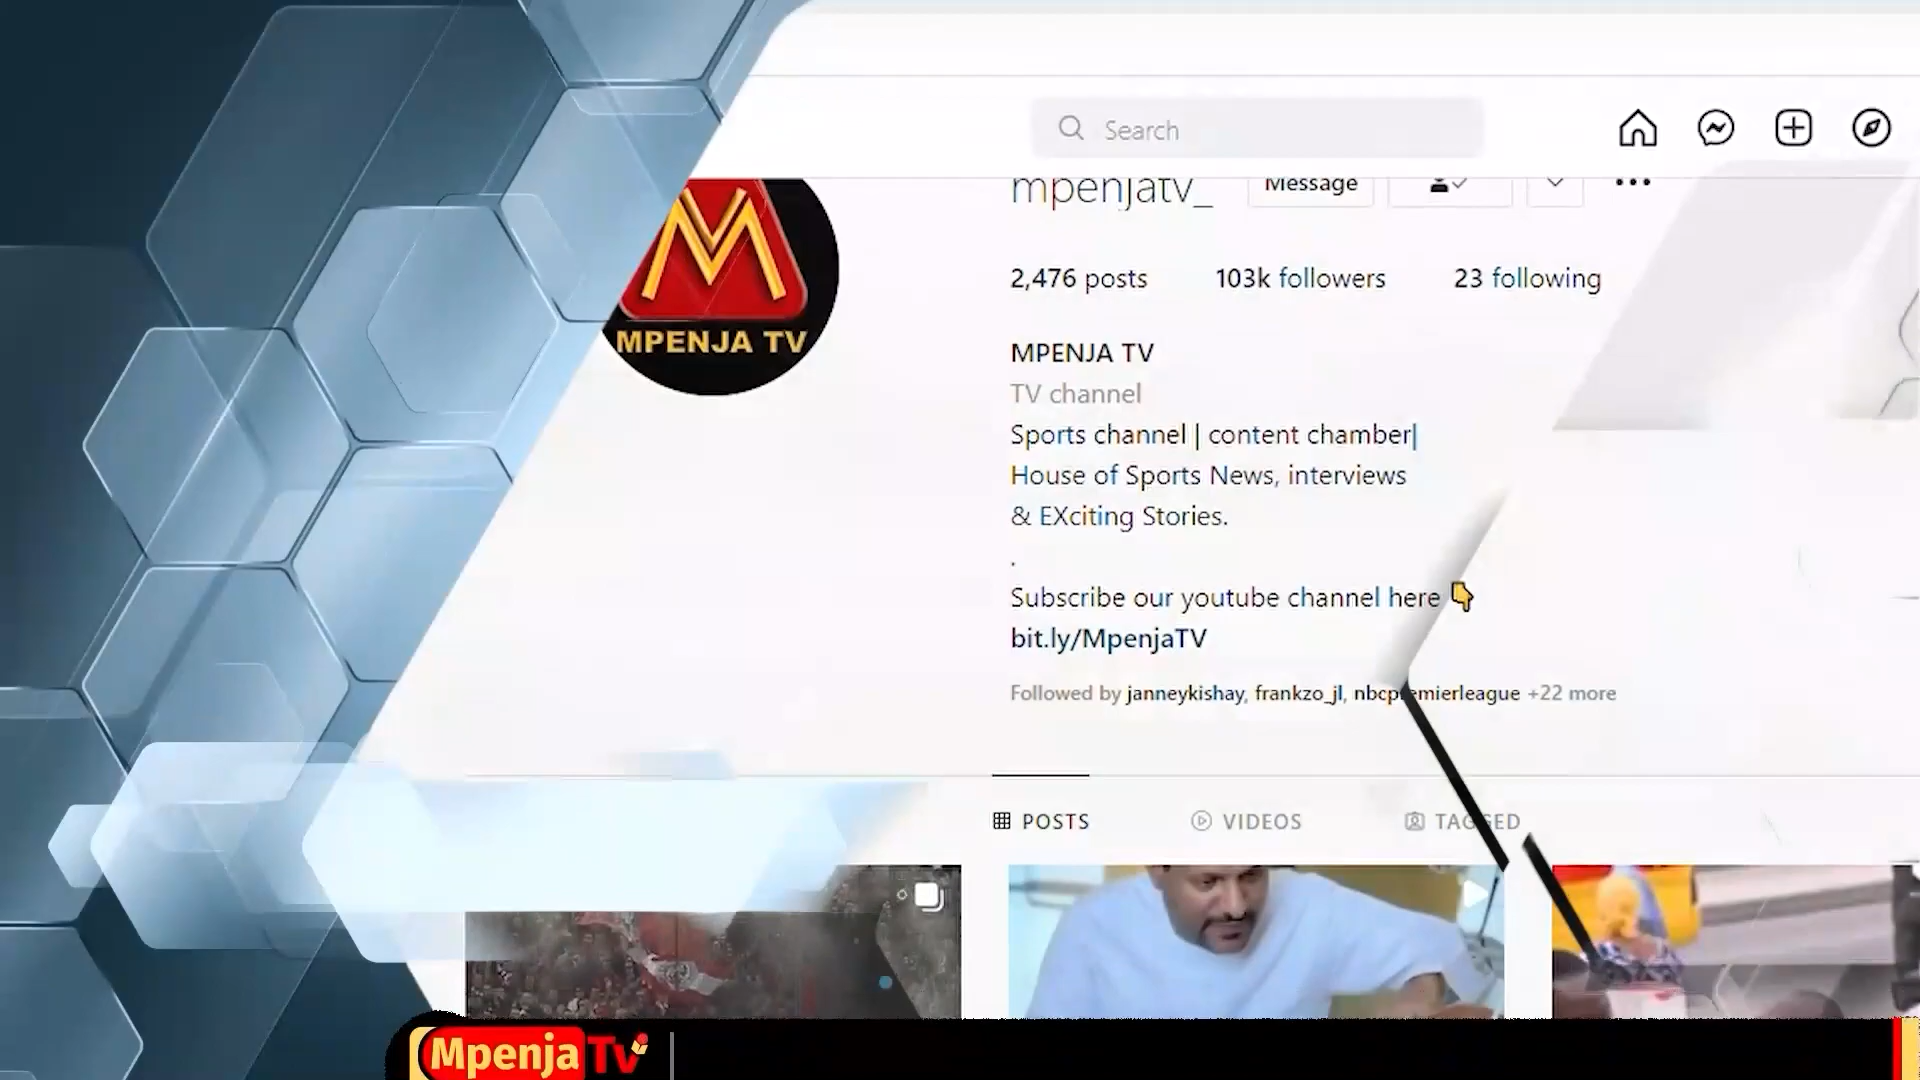 Search
mpenjatv_
Message
2,476 posts 103k followers 23 following
M
MPENJA TV
MPENJA TV
TV channel
Sports channel | content chamber|
House of Sports News, interviews
& EXciting Stories.
.
Subscribe our youtube channel here 👇
bit.ly/MpenjaTV
Followed by janneykishay, frankzo_jl, nbcpremierleague +22 more
POSTS VIDEOS TAGGED
MpenjaTv